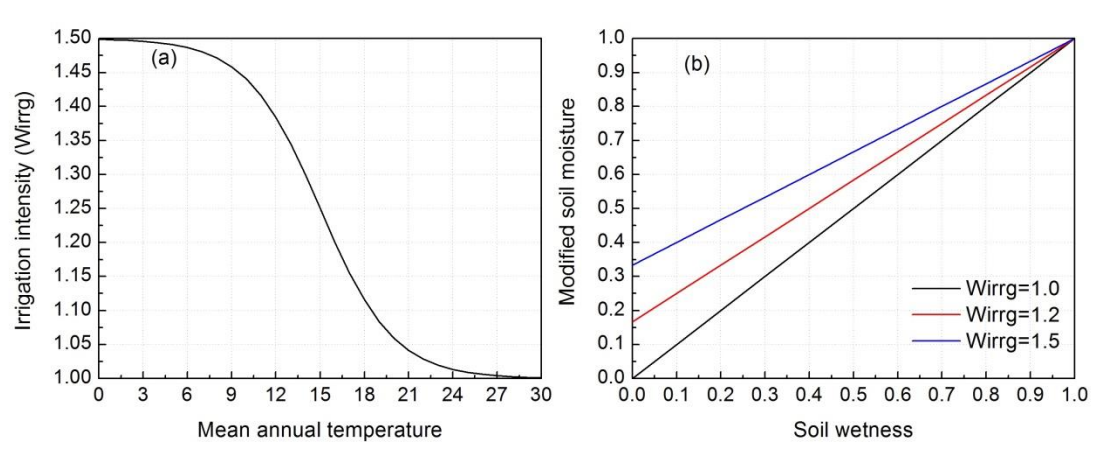 (a)
Irrigation intensity (Wirrg)
1.50
1.45
1.40
1.35
1.30
1.25
1.20
1.15
1.10
1.05
1.00
0 3 6 9 12 15 18 21 24 27 30
Mean annual temperature
(b)
Modified soil moisture
1.0
0.9
0.8
0.7
0.6
0.5
0.4
0.3
0.2
0.1
0.0
Wirrg=1.0
Wirrg=1.2
Wirrg=1.5
0.0 0.1 0.2 0.3 0.4 0.5 0.6 0.7 0.8 0.9 1.0
Soil wetness